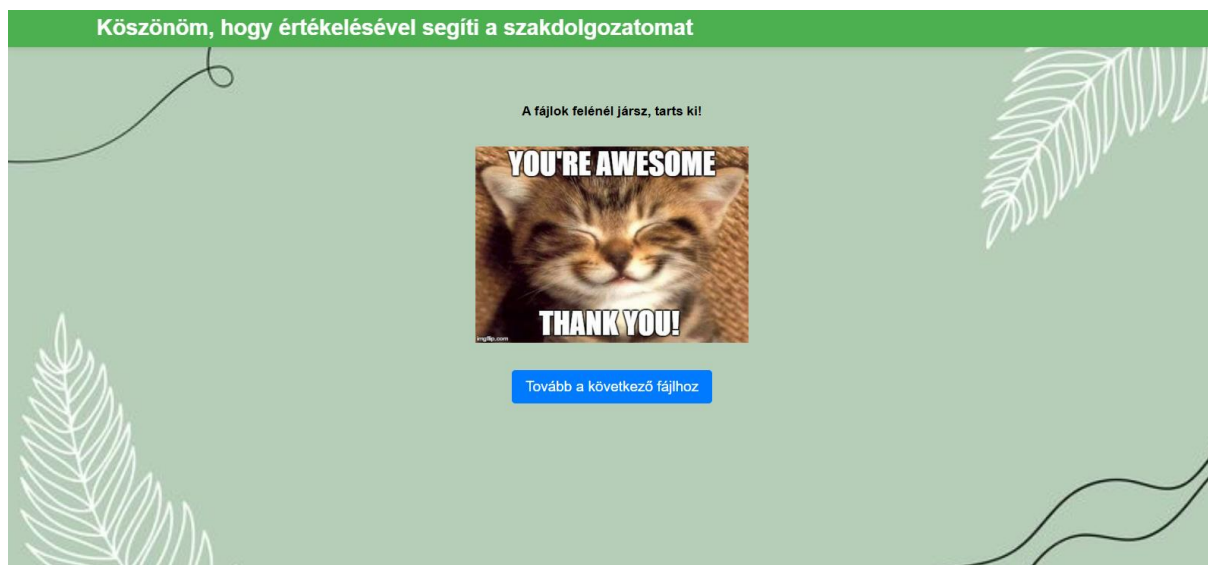 Köszönöm, hogy értékelésével segíti a szakdolgozatomat
A fájlok felénél jársz, tarts ki!
YOU'RE AWESOME
THANK YOU!
imgflip.com
Tovább a következő fájlhoz